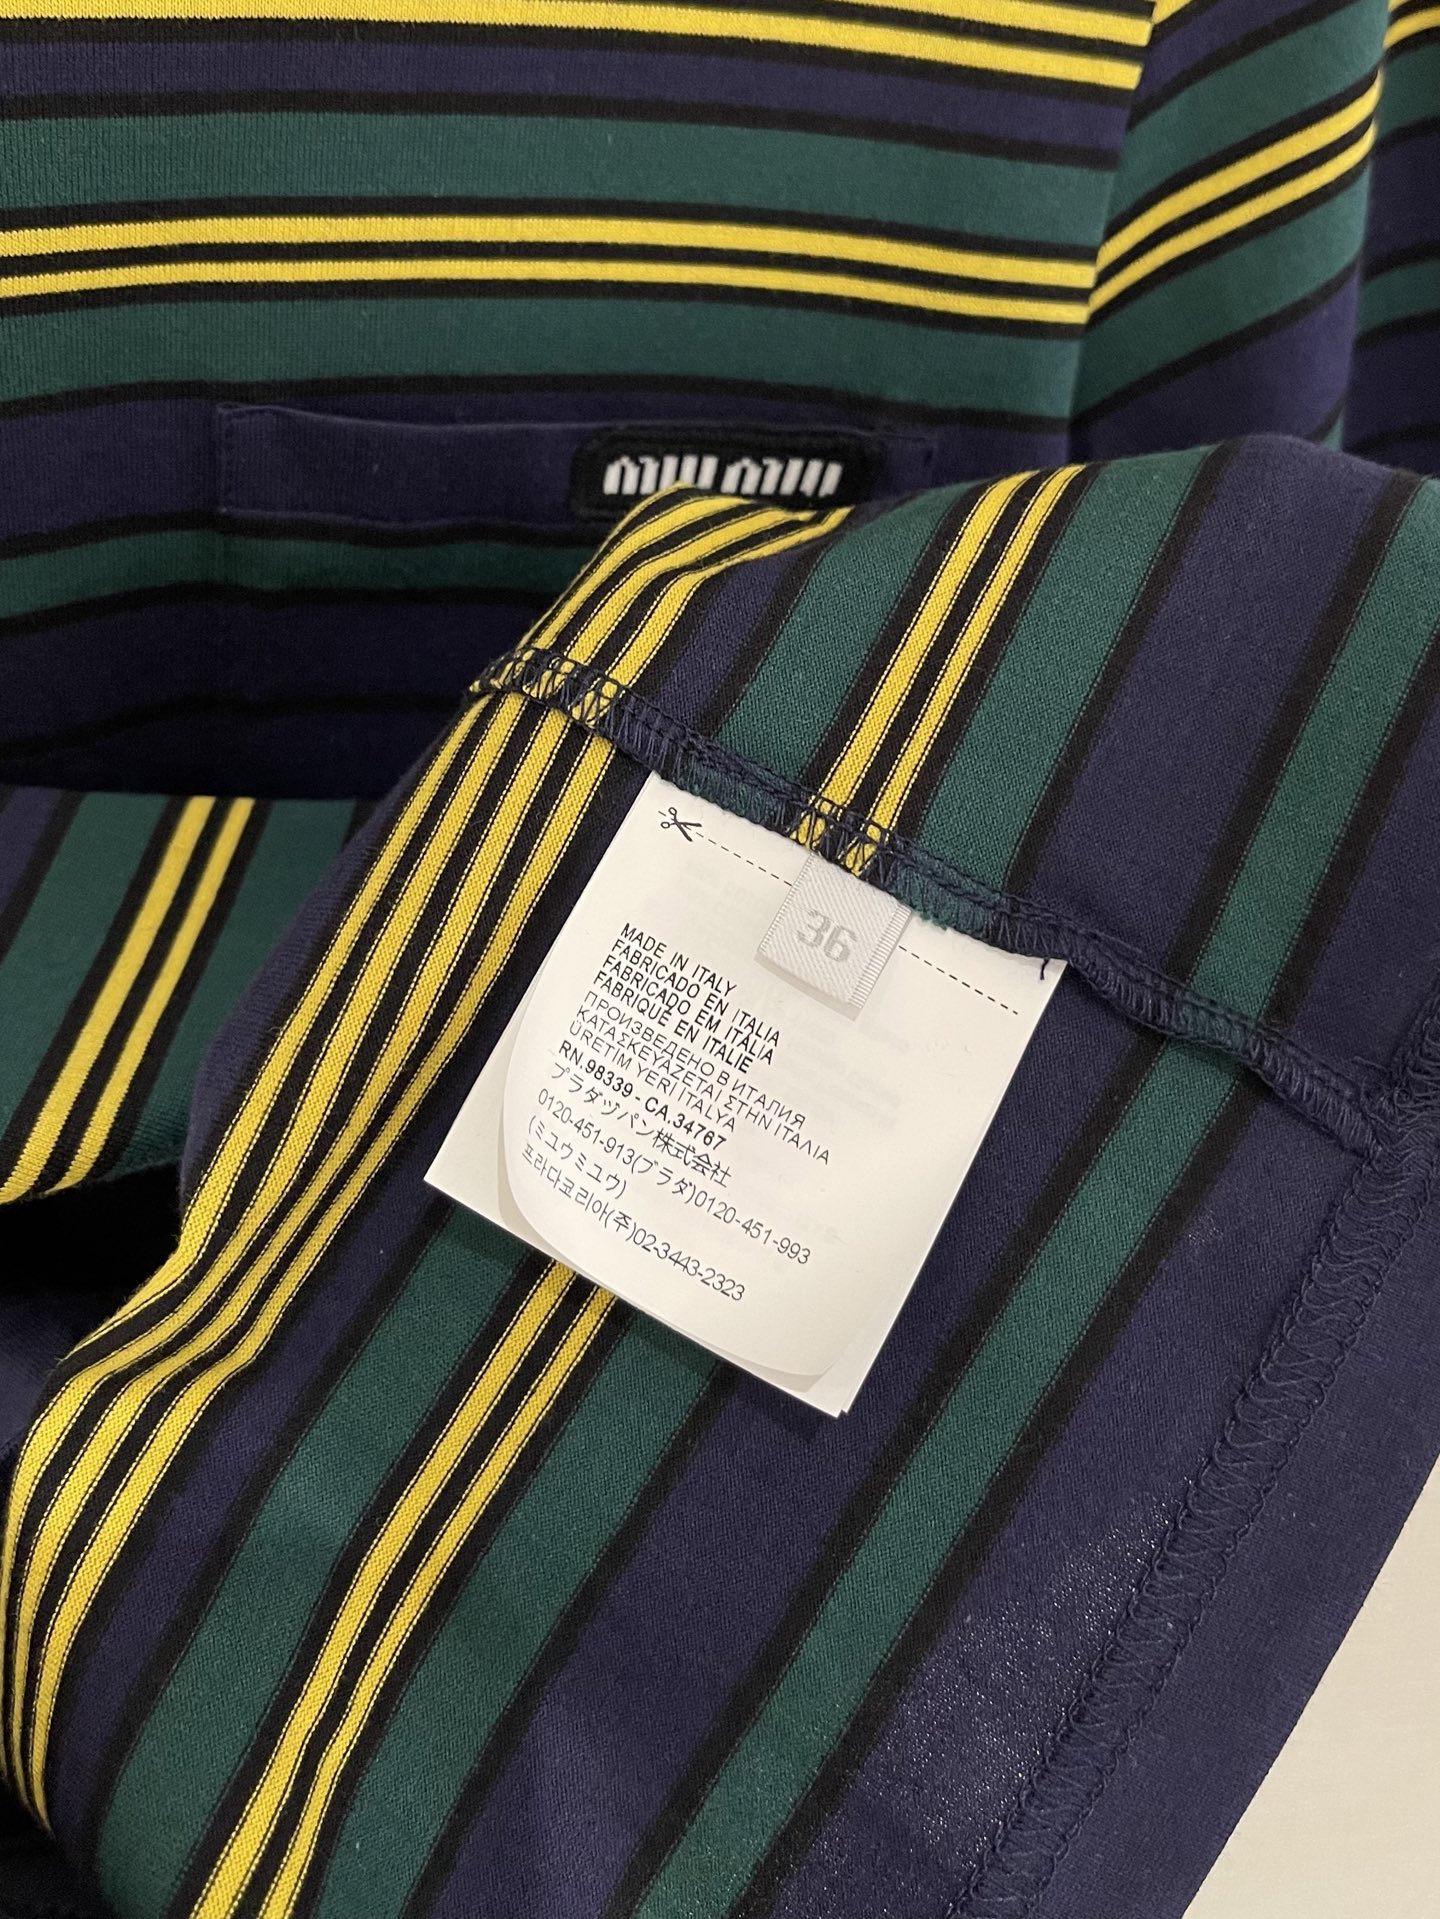 MIU MIU
36
MADE IN ITALY
FABRICADO EN ITALIA
FABRICADO EM ITALIA
FABRIQUÉ EN ITALIE
ПРОИЗВЕДЕНО В ИТАЛИЯ
ΚΑΤΑΣΚΕΥΑΖΕΤΑΙ ΣΤΗΝ ΙΤΑΛΙΑ
ÜRETİM YERİ İTALYA
RN.98339 - CA.34767
プラダジャパン株式会社
0120-451-913(プラダ)0120-451-993
(ミュウミュウ)
프라다코리아(주)02-3443-2323